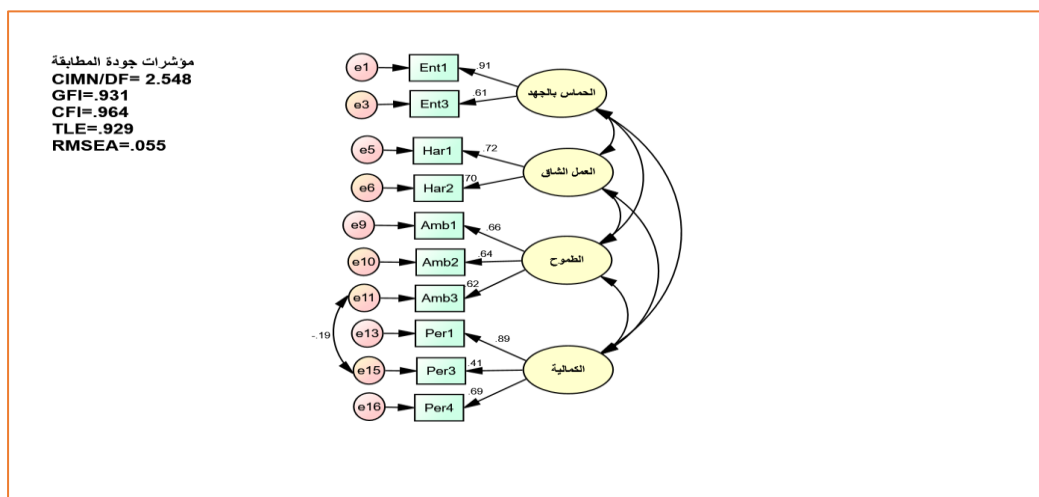 مؤشرات جودة المطابقة
CIMN/DF= 2.548
GFI=.931
CFI=.964
TLE=.929
RMSEA=.055
e1 Ent1 .91
الحماس بالجهد
e3 Ent3 .61
e5 Har1 .72
العمل الشاق
e6 Har2 .70
e9 Amb1 .66
e10 Amb2 .64
الطموح
e11 Amb3 .62
-.19
e13 Per1 .89
e15 Per3 .41
الكمالية
e16 Per4 .69